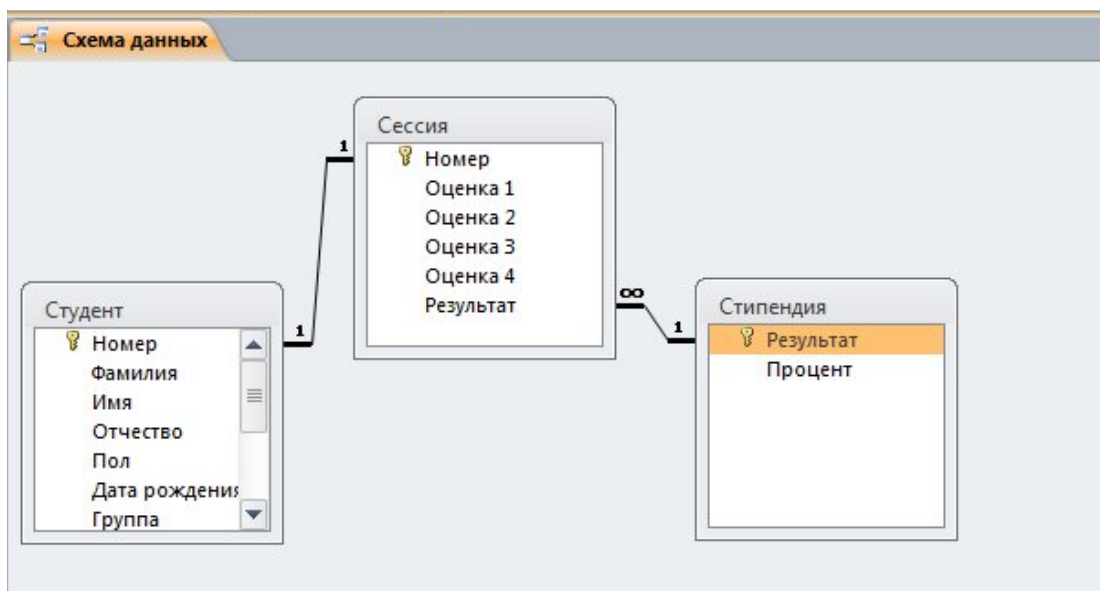 Схема данных
Сессия
Номер
Оценка 1
Оценка 2
Оценка 3
Оценка 4
Результат
1
1
∞
1
Студент
Номер
Фамилия
Имя
Отчество
Пол
Дата рождения
Группа
Стипендия
Результат
Процент